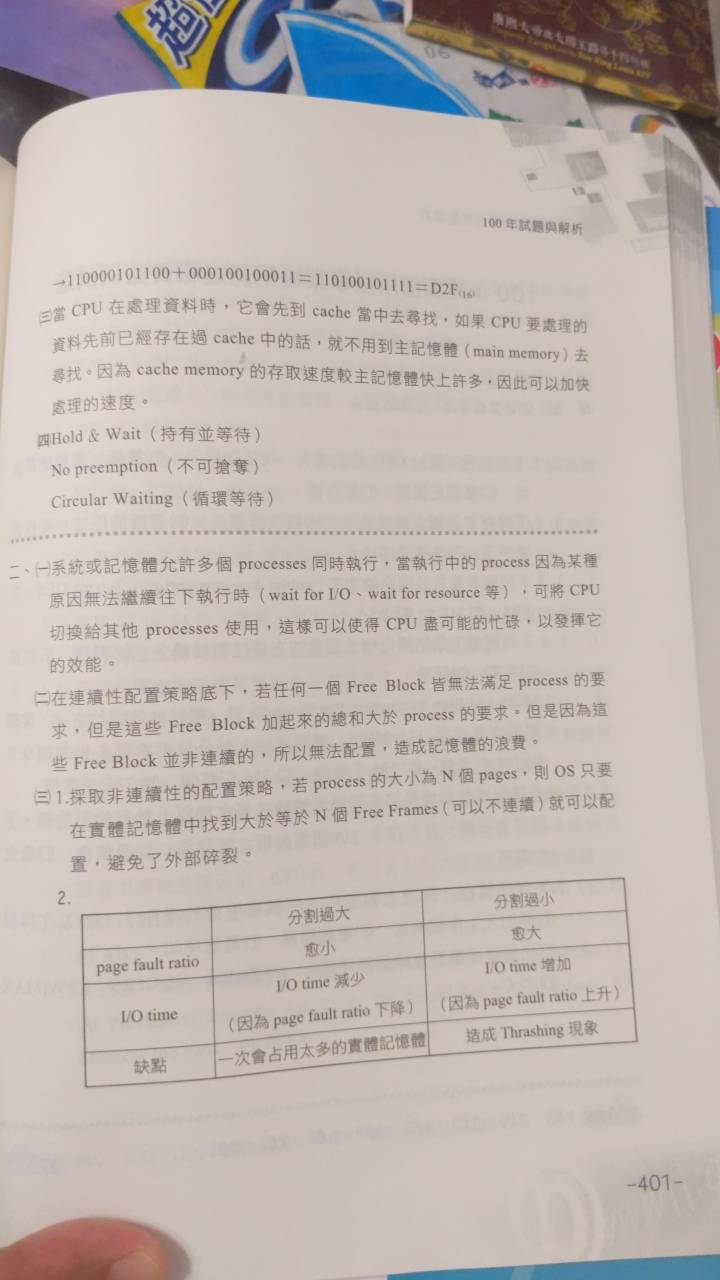 超
06
康熙大帝與太陽王路易十四特展
100 年試題與解析
→110000101100＋000100100011＝110100101111＝D2F(16)
㈢當 CPU 在處理資料時，它會先到 cache 當中去尋找，如果 CPU 要處理的
資料先前已經存在過 cache 中的話，就不用到主記憶體（main memory）去
尋找。因為 cache memory 的存取速度較主記憶體快上許多，因此可以加快
處理的速度。
㈣Hold & Wait（持有並等待）
No preemption（不可搶奪）
Circular Waiting（循環等待）
二、㈠系統或記憶體允許多個 processes 同時執行，當執行中的 process 因為某種
原因無法繼續往下執行時（wait for I/O、wait for resource 等），可將 CPU
切換給其他 processes 使用，這樣可以使得 CPU 盡可能的忙碌，以發揮它
的效能。
㈡在連續性配置策略底下，若任何一個 Free Block 皆無法滿足 process 的要
求，但是這些 Free Block 加起來的總和大於 process 的要求。但是因為這
些 Free Block 並非連續的，所以無法配置，造成記憶體的浪費。
㈢1.採取非連續性的配置策略，若 process 的大小為 N 個 pages，則 OS 只要
在實體記憶體中找到大於等於 N 個 Free Frames（可以不連續）就可以配
置，避免了外部碎裂。
2.
分割過大 分割過小
page fault ratio 愈小 愈大
I/O time I/O time 減少 I/O time 增加
（因為 page fault ratio 下降） （因為 page fault ratio 上升）
缺點 一次會占用太多的實體記憶體 造成 Thrashing 現象
-401-